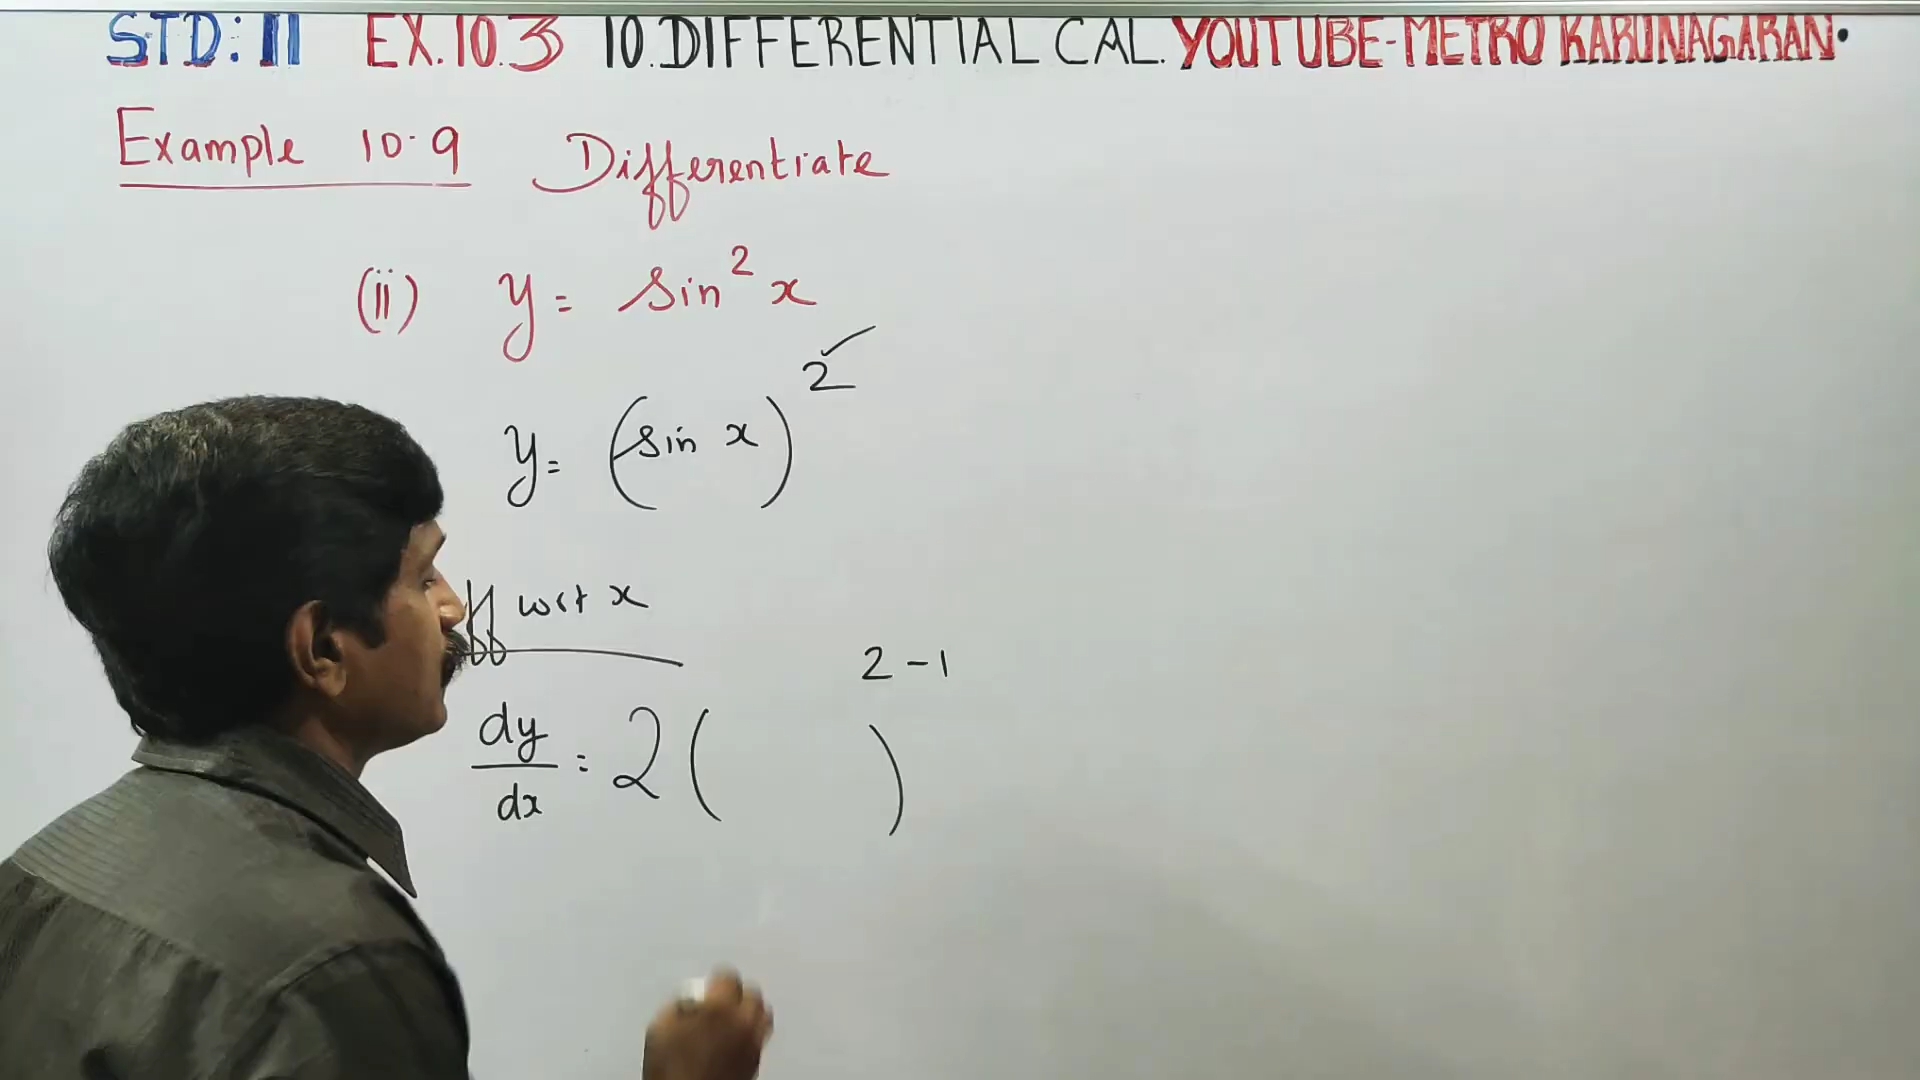 STD: 11 EX.10.3 10.DIFFERENTIAL CAL. YOUTUBE-METRO KARUNAGARAN.
Example 10.9 Differentiate
(ii) y = sin² x
y = (sin x)²
ff wrt x
dy/dx = 2 ( )²⁻¹